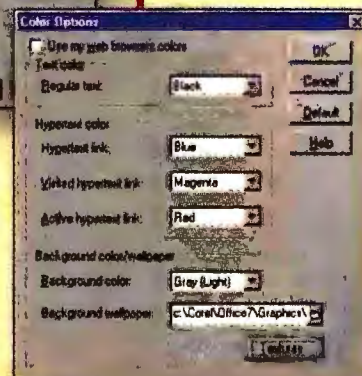 Color Options
Use my web browser's colors
OK
Text color
Regular text: Black
Cancel
Default
Hypertext color
Help
Hypertext link: Blue
Visited hypertext link: Magenta
Active hypertext link: Red
Background color/wallpaper
Background color: Gray (Light)
Background wallpaper: c:\Corel\Office7\Graphics\